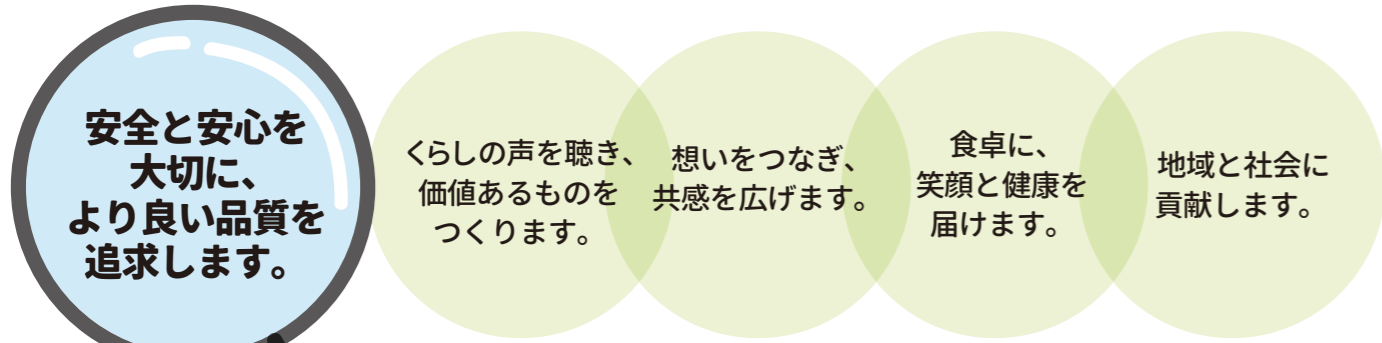 安全と安心を
大切に、
より良い品質を
追求します。
くらしの声を聴き、
価値あるものを
つくります。
想いをつなぎ、
共感を広げます。
食卓に、
笑顔と健康を
届けます。
地域と社会に
貢献します。